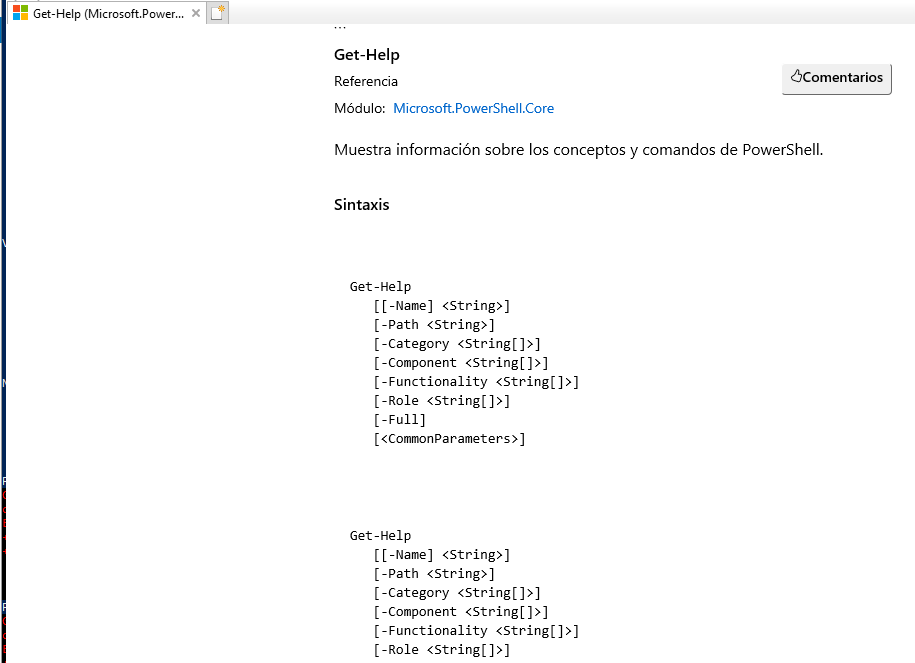 Get-Help (Microsoft.Power...
...
Get-Help
Referencia
Comentarios
Módulo: Microsoft.PowerShell.Core
Muestra información sobre los conceptos y comandos de PowerShell.
Sintaxis
Get-Help
[[-Name] <String>]
[-Path <String>]
[-Category <String[]>]
[-Component <String[]>]
[-Functionality <String[]>]
[-Role <String[]>]
[-Full]
[<CommonParameters>]
Get-Help
[[-Name] <String>]
[-Path <String>]
[-Category <String[]>]
[-Component <String[]>]
[-Functionality <String[]>]
[-Role <String[]>]